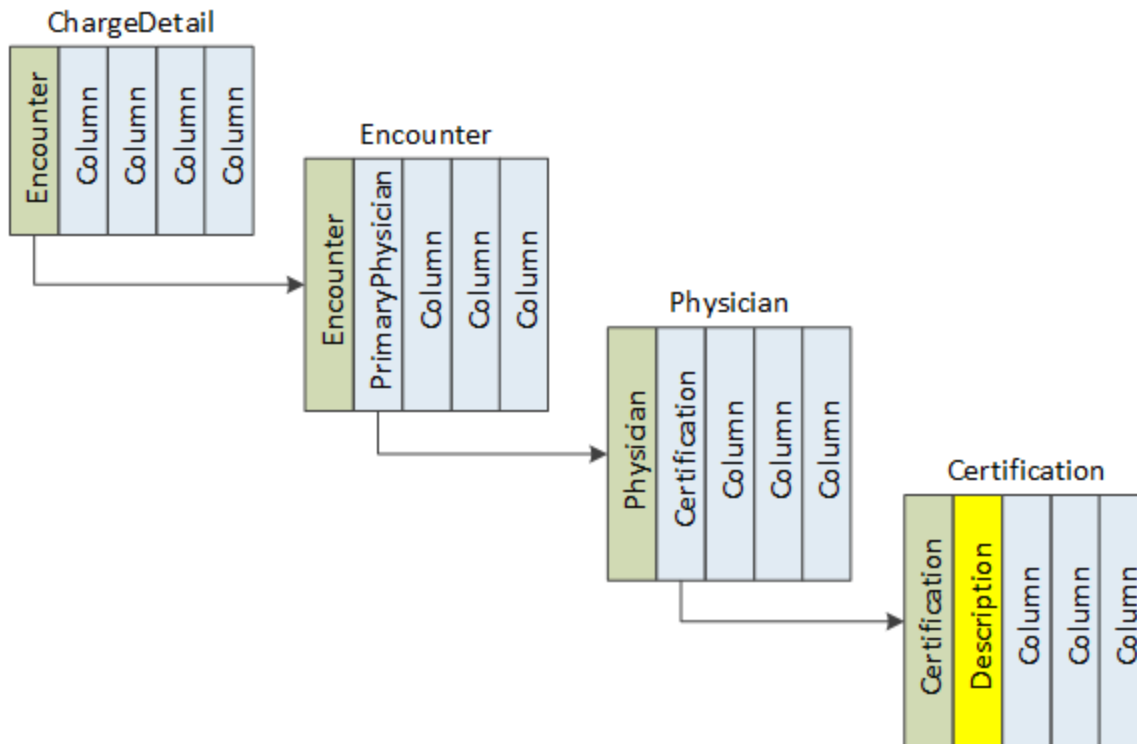 ChargeDetail
Encounter
Column
Column
Column
Column
Encounter
Encounter
PrimaryPhysician
Column
Column
Column
Physician
Physician
Certification
Column
Column
Column
Certification
Certification
Description
Column
Column
Column